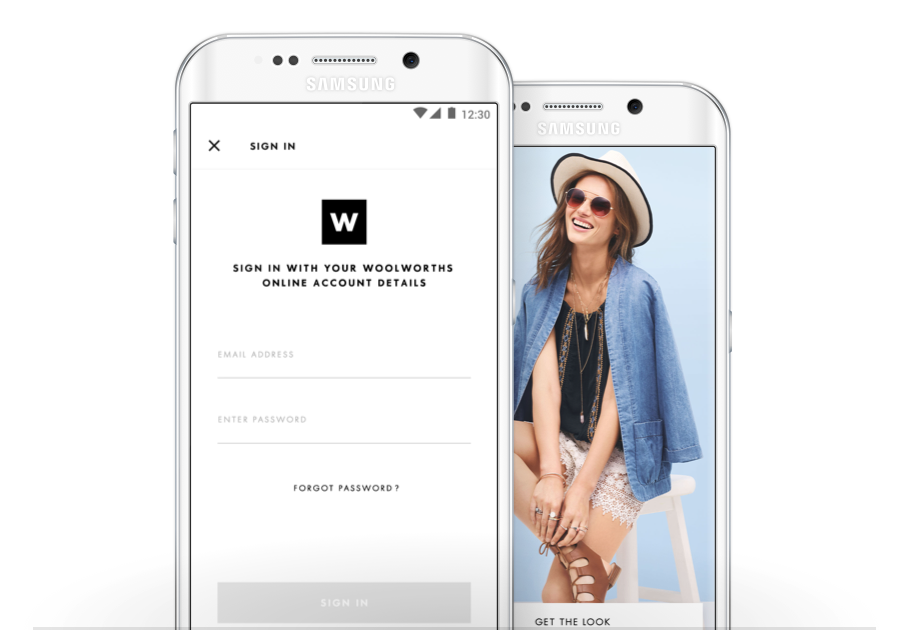 SAMSUNG
12:30
SIGN IN
W
SIGN IN WITH YOUR WOOLWORTHS
ONLINE ACCOUNT DETAILS
EMAIL ADDRESS
ENTER PASSWORD
FORGOT PASSWORD?
SIGN IN
SAMSUNG
GET THE LOOK